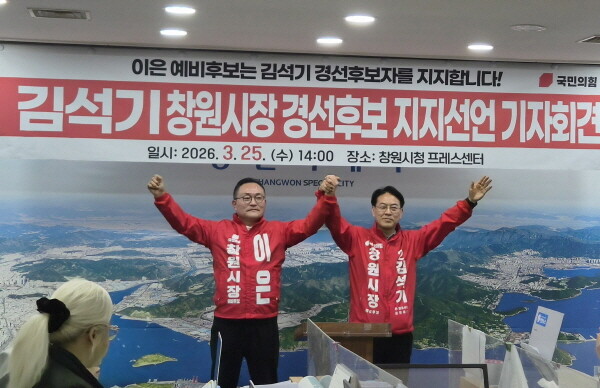 이은 예비후보는 김석기 경선후보자를 지지합니다!
국민의힘
김석기 창원시장 경선후보 지지선언 기자회견
일시: 2026. 3.25. (수) 14:00 장소: 창원시청 프레스센터
CHANGWON SPECIAL CITY
창원시장 이은
창원시장 김석기